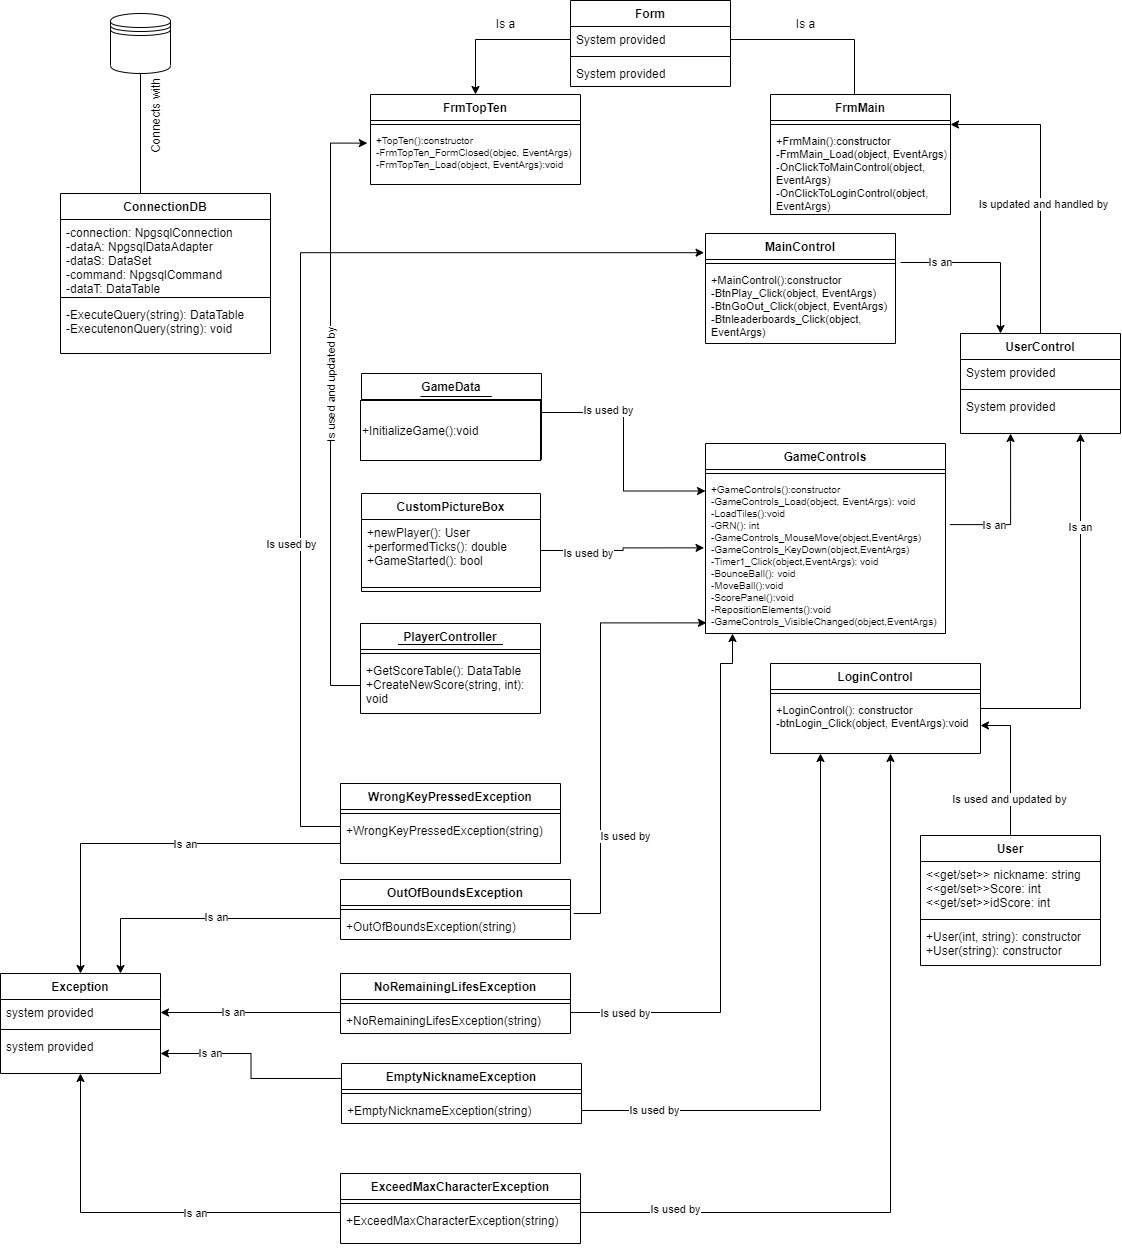 Form
System provided
System provided
Is a
Is a
Connects with
FrmTopTen
+TopTen():constructor
-FrmTopTen_FormClosed(objec, EventArgs)
-FrmTopTen_Load(object, EventArgs):void
FrmMain
+FrmMain():constructor
-FrmMain_Load(object, EventArgs)
-OnClickToMainControl(object,
EventArgs)
-OnClickToLoginControl(object,
EventArgs)
ConnectionDB
-connection: NpgsqlConnection
-dataA: NpgsqlDataAdapter
-dataS: DataSet
-command: NpgsqlCommand
-dataT: DataTable
-ExecuteQuery(string): DataTable
-ExecutenonQuery(string): void
Is updated and handled by
MainControl
+MainControl():constructor
-BtnPlay_Click(object, EventArgs)
-BtnGoOut_Click(object, EventArgs)
-Btnleaderboards_Click(object,
EventArgs)
Is an
UserControl
System provided
System provided
Is used and updated by
GameData
+InitializeGame():void
Is used by
GameControls
+GameControls():constructor
-GameControls_Load(object, EventArgs): void
-LoadTiles():void
-GRN(): int
-GameControls_MouseMove(object,EventArgs)
-GameControls_KeyDown(object,EventArgs)
-Timer1_Click(object,EventArgs): void
-BounceBall(): void
-MoveBall():void
-ScorePanel():void
-RepositionElements():void
-GameControls_VisibleChanged(object,EventArgs)
Is an
Is an
CustomPictureBox
+newPlayer(): User
+performedTicks(): double
+GameStarted(): bool
Is used by
Is used by
PlayerController
+GetScoreTable(): DataTable
+CreateNewScore(string, int):
void
LoginControl
+LoginControl(): constructor
-btnLogin_Click(object, EventArgs):void
Is used and updated by
User
<<get/set>> nickname: string
<<get/set>>Score: int
<<get/set>>idScore: int
+User(int, string): constructor
+User(string): constructor
WrongKeyPressedException
+WrongKeyPressedException(string)
Is an
Is used by
OutOfBoundsException
+OutOfBoundsException(string)
Is an
Exception
system provided
system provided
NoRemainingLifesException
+NoRemainingLifesException(string)
Is an
Is used by
Is an
EmptyNicknameException
+EmptyNicknameException(string)
Is used by
ExceedMaxCharacterException
+ExceedMaxCharacterException(string)
Is an
Is used by